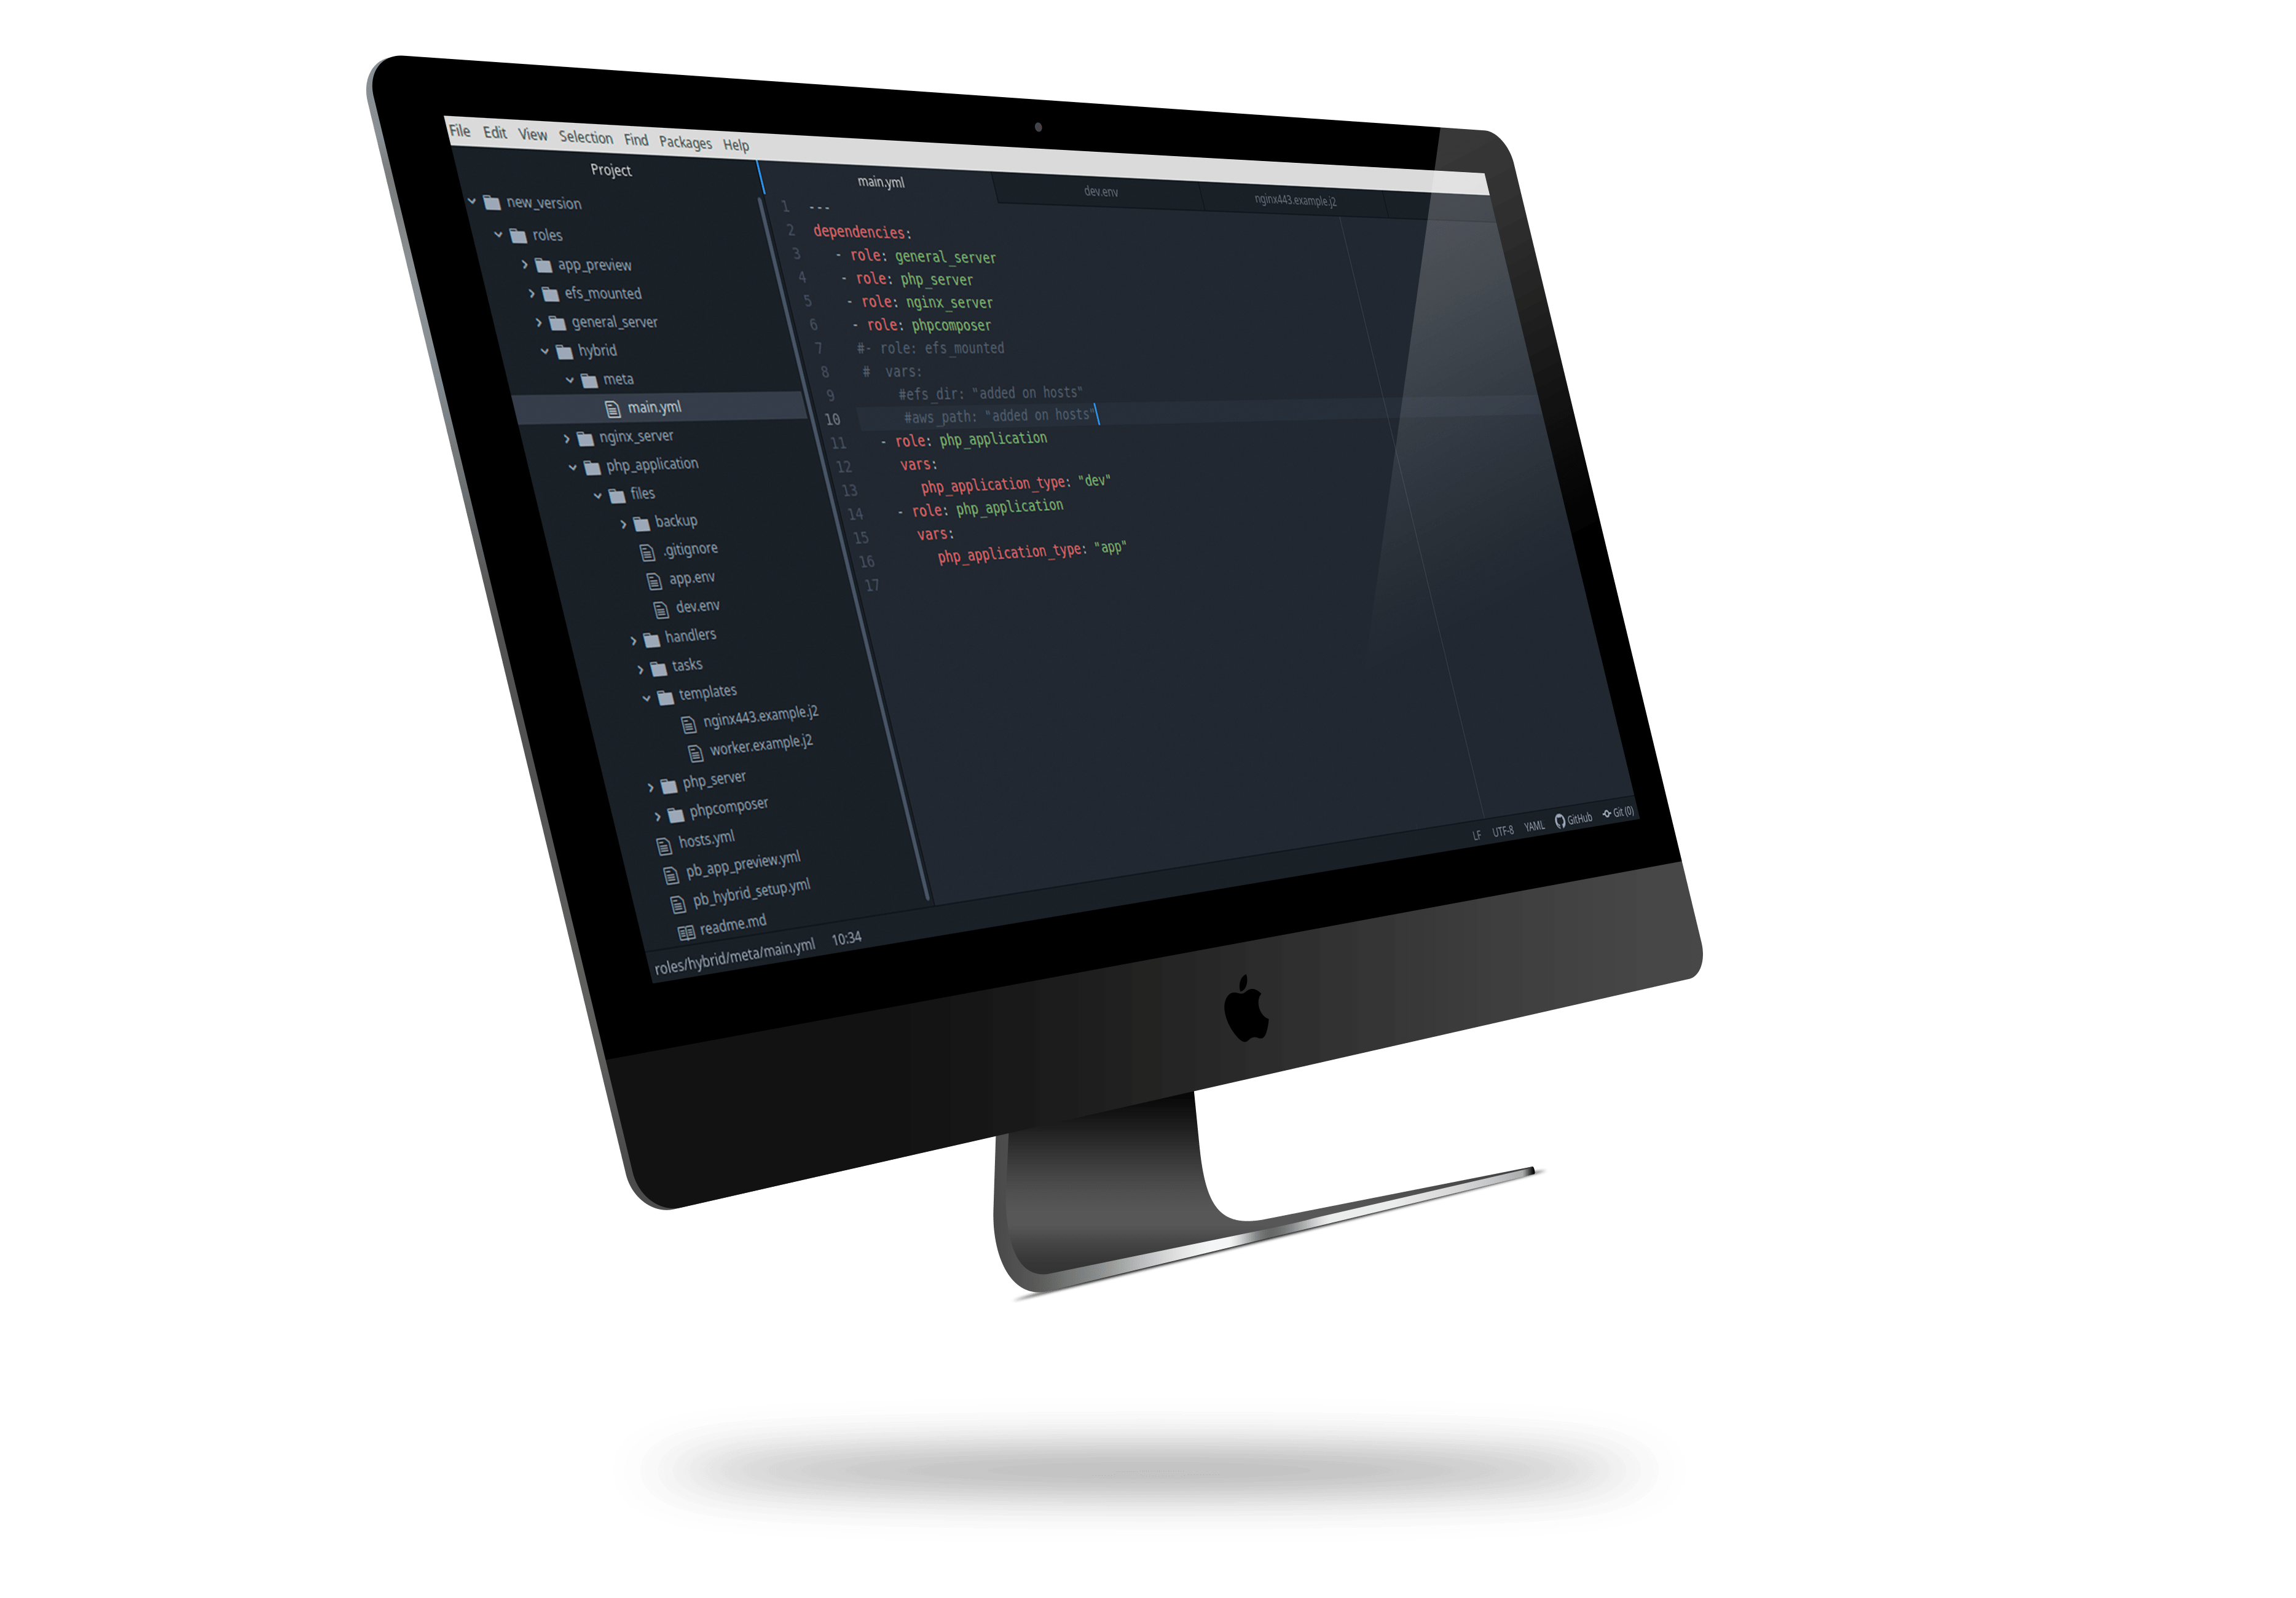 File Edit View Selection Find Packages Help
Project
new_version
roles
app_preview
efs_mounted
general_server
hybrid
meta
main.yml
nginx_server
php_application
files
backup
.gitignore
app.env
dev.env
handlers
tasks
templates
nginx443.example.j2
worker.example.j2
php_server
phpcomposer
hosts.yml
pb_app_preview.yml
pb_hybrid_setup.yml
readme.md
main.yml dev.env nginx443.example.j2
1 ---
2 dependencies:
3 - role: general_server
4 - role: php_server
5 - role: nginx_server
6 - role: phpcomposer
7 #- role: efs_mounted
8 # vars:
9 #efs_dir: "added on hosts"
10 #aws_path: "added on hosts"
11 - role: php_application
12 vars:
13 php_application_type: "dev"
14 - role: php_application
15 vars:
16 php_application_type: "app"
17
roles/hybrid/meta/main.yml 10:34 LF UTF-8 YAML GitHub Git (0)